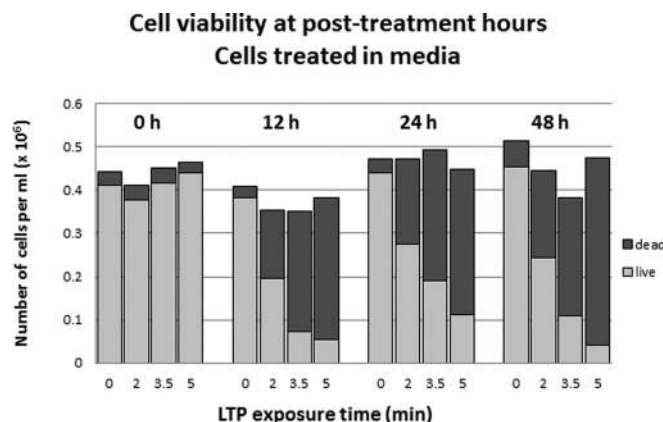 Cell viability at post-treatment hours
Cells treated in media
Number of cells per ml (x 10⁶)
0.6
0.5
0.4
0.3
0.2
0.1
0
0 h 12 h 24 h 48 h
dead
live
0 2 3.5 5 0 2 3.5 5 0 2 3.5 5 0 2 3.5 5
LTP exposure time (min)